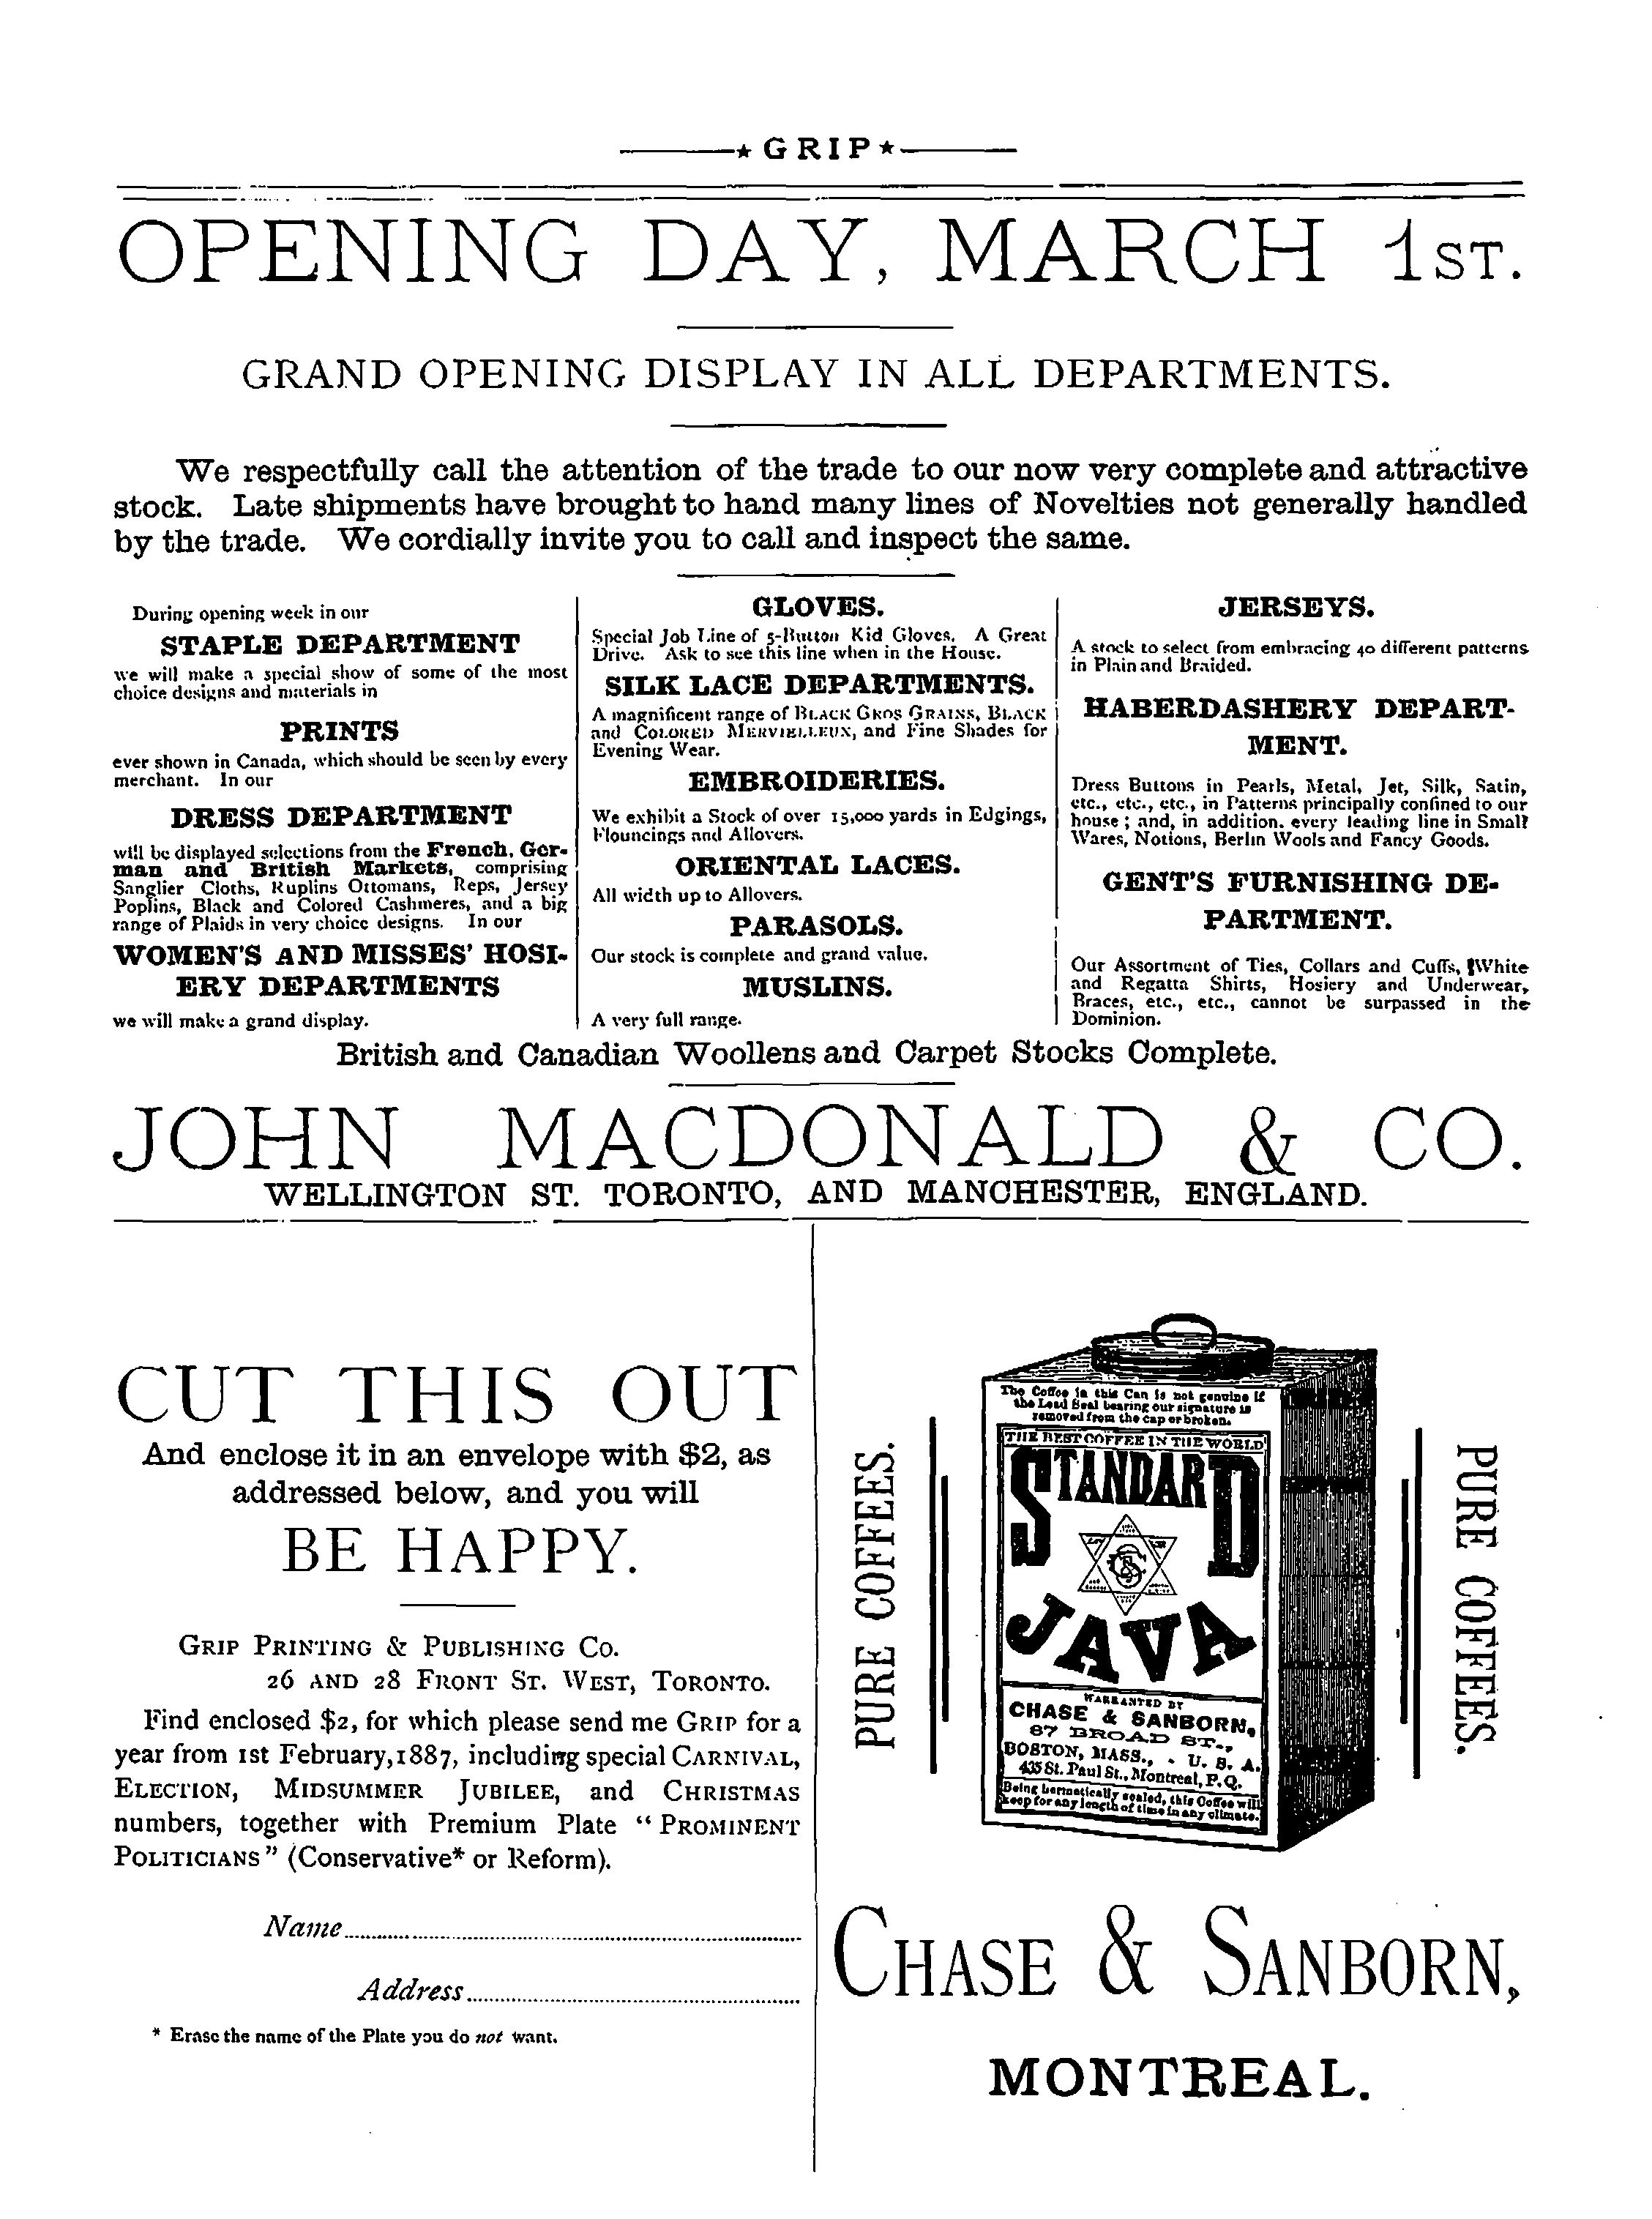 ★ GRIP ★
OPENING DAY, MARCH 1ST.
GRAND OPENING DISPLAY IN ALL DEPARTMENTS.
We respectfully call the attention of the trade to our now very complete and attractive
stock. Late shipments have brought to hand many lines of Novelties not generally handled
by the trade. We cordially invite you to call and inspect the same.
During opening week in our
STAPLE DEPARTMENT
we will make a special show of some of the most
choice designs and materials in
PRINTS
ever shown in Canada, which should be seen by every
merchant. In our
DRESS DEPARTMENT
will be displayed selections from the French, Ger-
man and British Markets, comprising
Sanglier Cloths, Ruplins Ottomans, Reps, Jersey
Poplins, Black and Colored Cashmeres, and a big
range of Plaids in very choice designs. In our
WOMEN'S AND MISSES' HOSI-
ERY DEPARTMENTS
we will make a grand display.
GLOVES.
Special Job Line of 5-Button Kid Gloves. A Great
Drive. Ask to see this line when in the House.
SILK LACE DEPARTMENTS.
A magnificent range of BLACK GROS GRAINS, BLACK
and COLORED MERVIELLEUX, and Fine Shades for
Evening Wear.
EMBROIDERIES.
We exhibit a Stock of over 15,000 yards in Edgings,
Flouncings and Allovers.
ORIENTAL LACES.
All width up to Allovers.
PARASOLS.
Our stock is complete and grand value.
MUSLINS.
A very full range.
JERSEYS.
A stock to select from embracing 40 different patterns
in Plain and Braided.
HABERDASHERY DEPART-
MENT.
Dress Buttons in Pearls, Metal, Jet, Silk, Satin,
etc., etc., etc., in Patterns principally confined to our
house; and, in addition. every leading line in Small
Wares, Notions, Berlin Wools and Fancy Goods.
GENT'S FURNISHING DE-
PARTMENT.
Our Assortment of Ties, Collars and Cuffs, White
and Regatta Shirts, Hosiery and Underwear,
Braces, etc., etc., cannot be surpassed in the
Dominion.
British and Canadian Woollens and Carpet Stocks Complete.
JOHN MACDONALD & CO.
WELLINGTON ST. TORONTO, AND MANCHESTER, ENGLAND.
CUT THIS OUT
And enclose it in an envelope with $2, as
addressed below, and you will
BE HAPPY.
GRIP PRINTING & PUBLISHING CO.
26 AND 28 FRONT ST. WEST, TORONTO.
Find enclosed $2, for which please send me GRIP for a
year from 1st February, 1887, including special CARNIVAL,
ELECTION, MIDSUMMER JUBILEE, and CHRISTMAS
numbers, together with Premium Plate "PROMINENT
POLITICIANS" (Conservative* or Reform).
Name
Address
* Erase the name of the Plate you do not want.
PURE COFFEES.
The Coffee in this Can is not genuine if
the Lead Seal bearing our signature is
removed from the cap or broken.
THE BEST COFFEE IN THE WORLD
STANDARD
JAVA
WARRANTED BY
CHASE & SANBORN,
87 BROAD ST.,
BOSTON, MASS., - U. S. A.
435 St. Paul St., Montreal, P.Q.
Being hermetically sealed, this Coffee will
keep for any length of time in any climate.
PURE COFFEES.
CHASE & SANBORN,
MONTREAL.